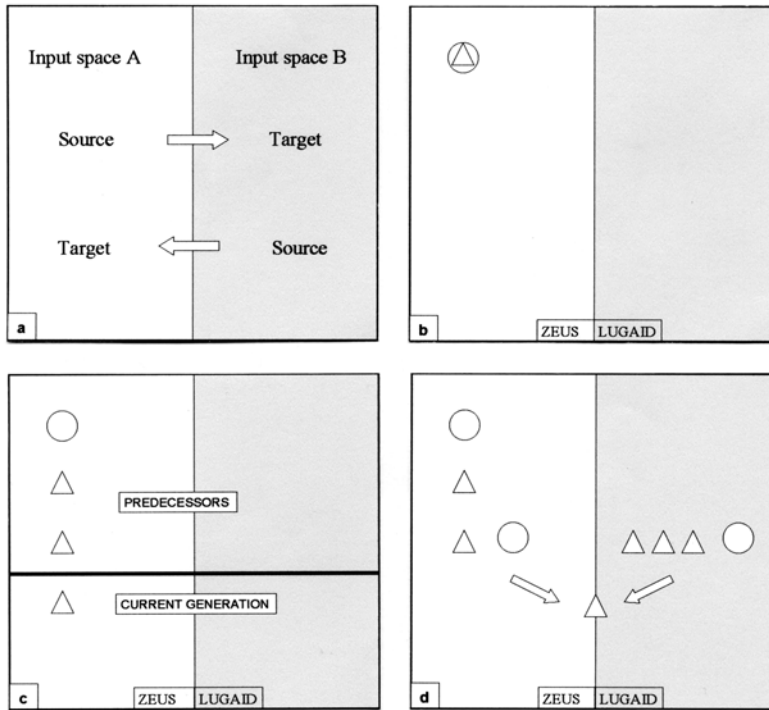 Input space A
Input space B
Source
Target
Target
Source
a
ZEUS
LUGAID
b
PREDECESSORS
CURRENT GENERATION
ZEUS
LUGAID
c
ZEUS
LUGAID
d